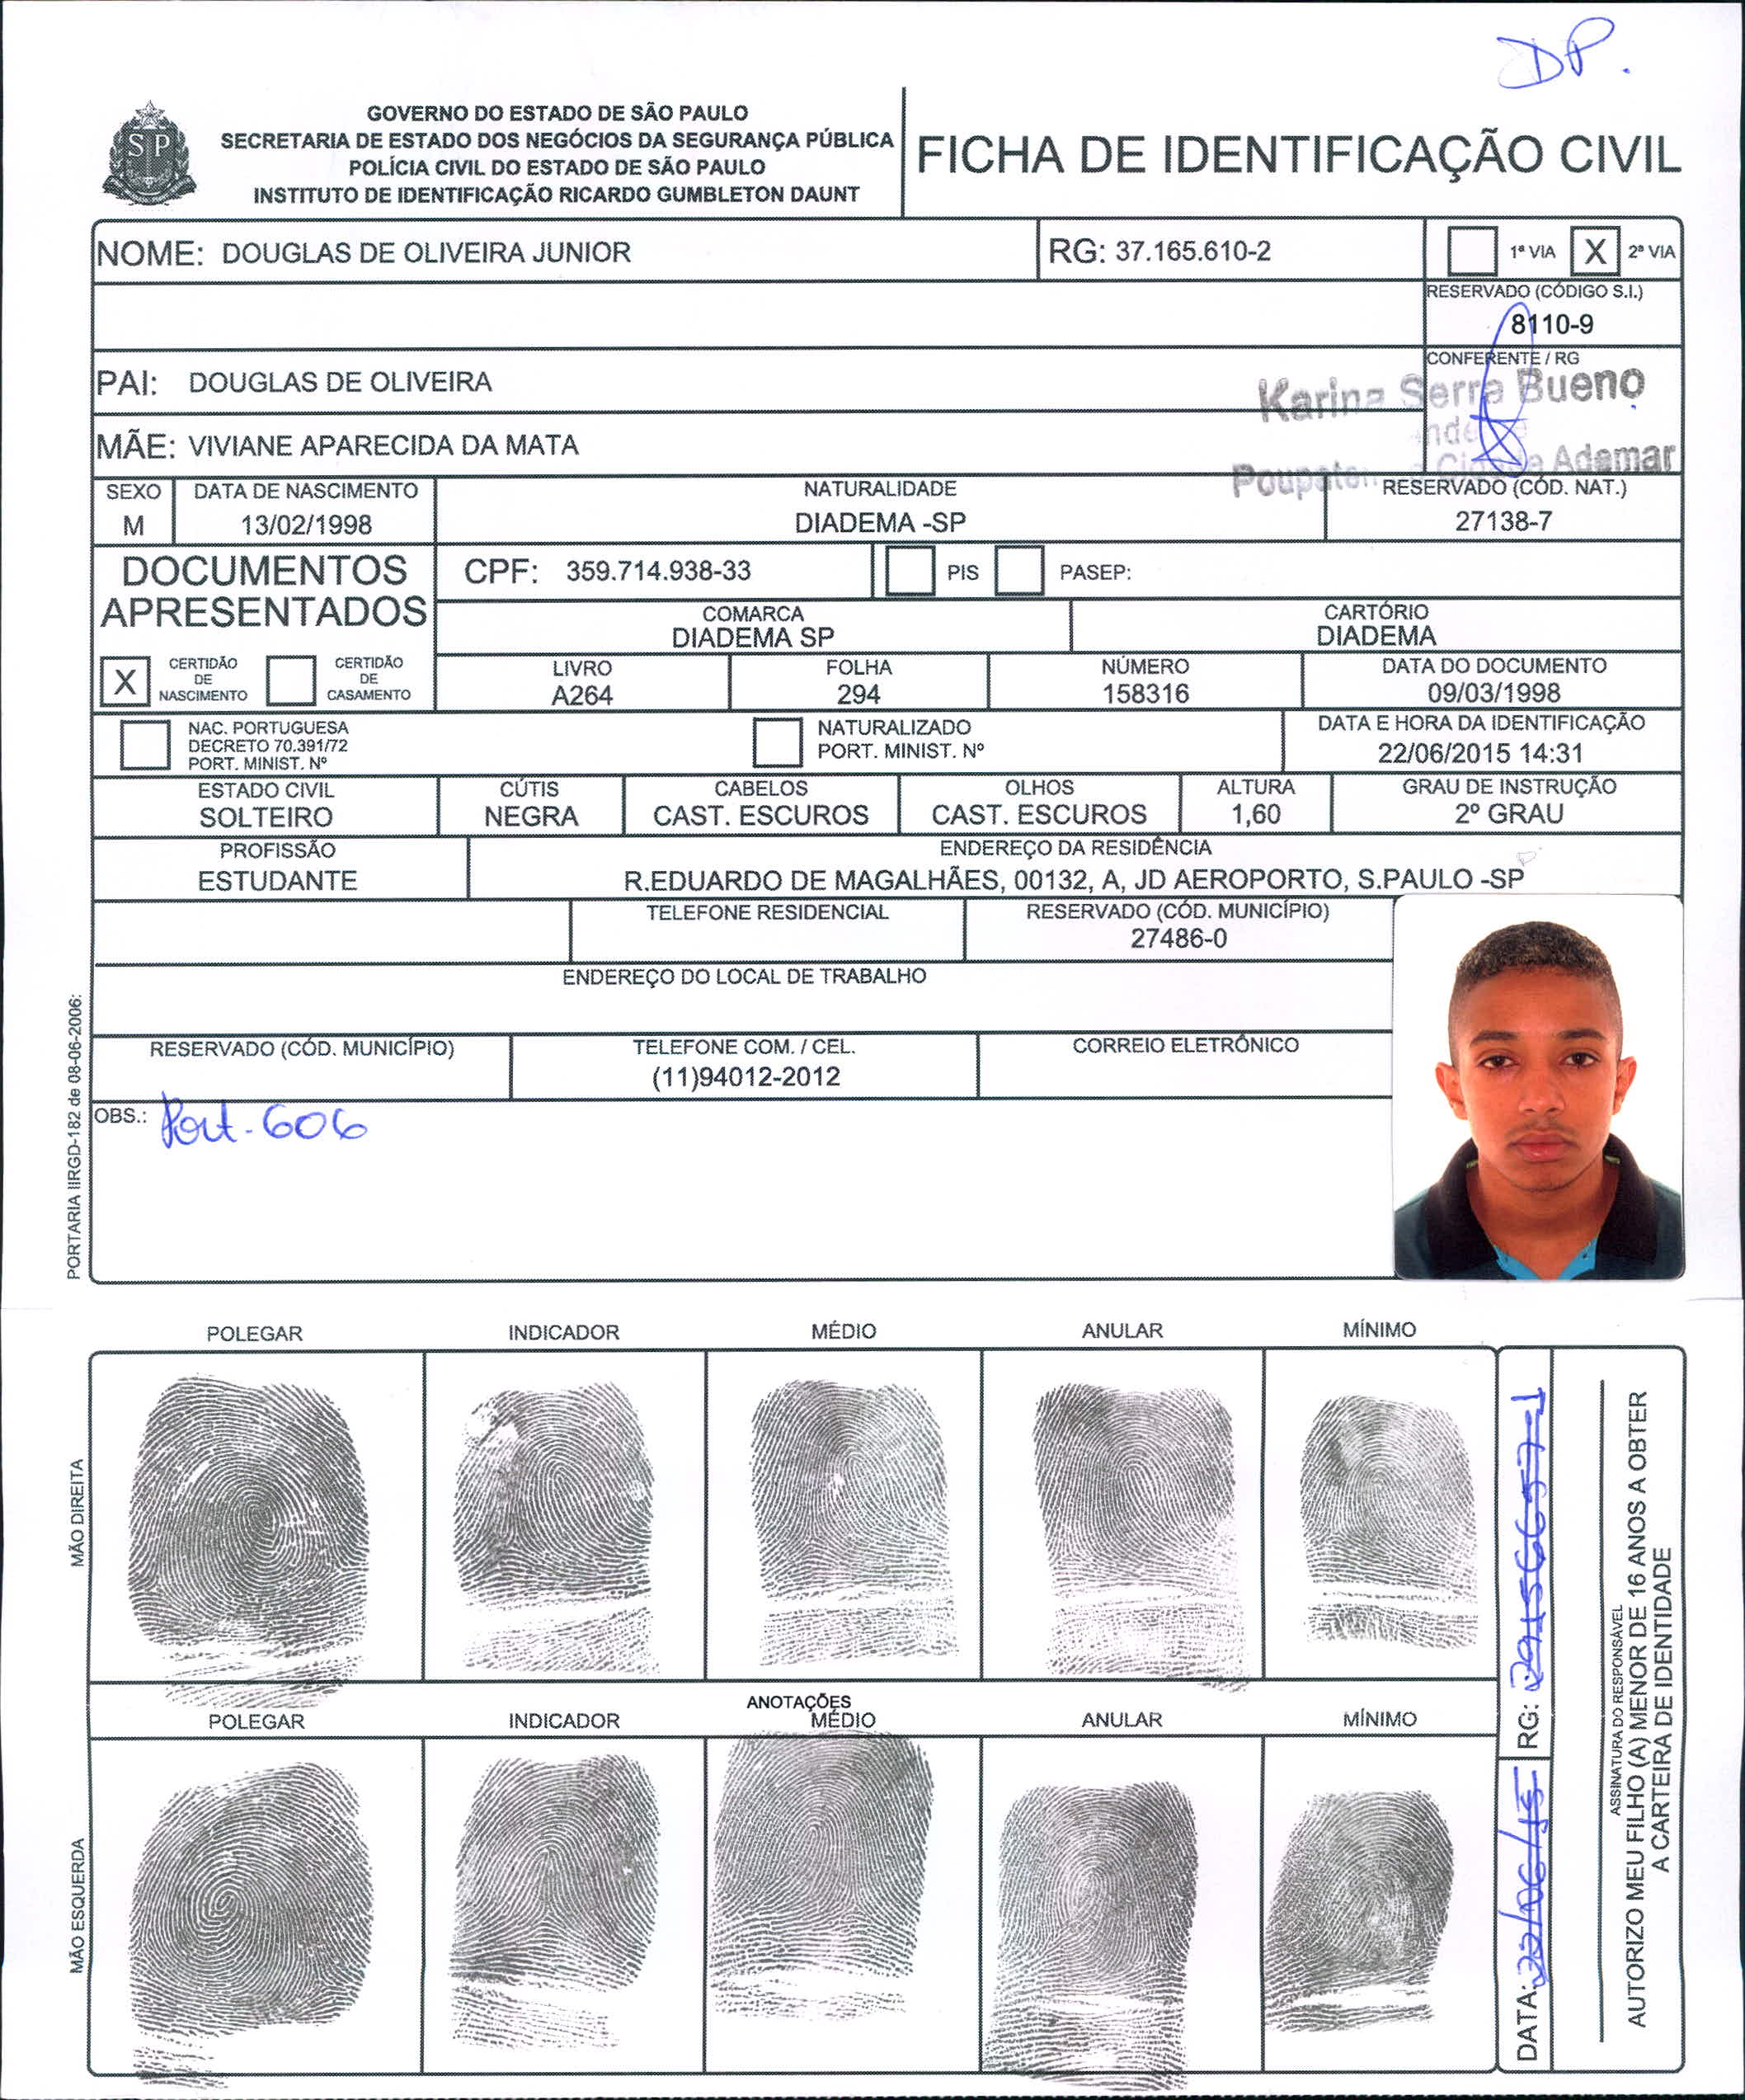 DP.
GOVERNO DO ESTADO DE SÃO PAULO
SECRETARIA DE ESTADO DOS NEGÓCIOS DA SEGURANÇA PÚBLICA
POLÍCIA CIVIL DO ESTADO DE SÃO PAULO
INSTITUTO DE IDENTIFICAÇÃO RICARDO GUMBLETON DAUNT
SP
FICHA DE IDENTIFICAÇÃO CIVIL
NOME: DOUGLAS DE OLIVEIRA JUNIOR
RG: 37.165.610-2
1ª VIA X 2ª VIA
RESERVADO (CÓDIGO S.I.)
8110-9
CONFERENTE / RG
PAI: DOUGLAS DE OLIVEIRA
Karina Serra Bueno
MÃE: VIVIANE APARECIDA DA MATA
Ademar
SEXO
M
DATA DE NASCIMENTO
13/02/1998
NATURALIDADE
DIADEMA -SP
RESERVADO (CÓD. NAT.)
27138-7
DOCUMENTOS
APRESENTADOS
CPF: 359.714.938-33
PIS
PASEP:
COMARCA
DIADEMA SP
CARTÓRIO
DIADEMA
X CERTIDÃO
DE
NASCIMENTO
CERTIDÃO
DE
CASAMENTO
LIVRO
A264
FOLHA
294
NÚMERO
158316
DATA DO DOCUMENTO
09/03/1998
NAC. PORTUGUESA
DECRETO 70.391/72
PORT. MINIST. Nº
NATURALIZADO
PORT. MINIST. Nº
DATA E HORA DA IDENTIFICAÇÃO
22/06/2015 14:31
ESTADO CIVIL
SOLTEIRO
CÚTIS
NEGRA
CABELOS
CAST. ESCUROS
OLHOS
CAST. ESCUROS
ALTURA
1,60
GRAU DE INSTRUÇÃO
2º GRAU
PROFISSÃO
ESTUDANTE
ENDEREÇO DA RESIDÊNCIA
R.EDUARDO DE MAGALHÃES, 00132, A, JD AEROPORTO, S.PAULO -SP
TELEFONE RESIDENCIAL
RESERVADO (CÓD. MUNICÍPIO)
27486-0
ENDEREÇO DO LOCAL DE TRABALHO
RESERVADO (CÓD. MUNICÍPIO)
TELEFONE COM. / CEL.
(11)94012-2012
CORREIO ELETRÔNICO
OBS.: Port. 606
PORTARIA IIRGD-182 de 08-06-2006:
POLEGAR
INDICADOR
MÉDIO
ANULAR
MÍNIMO
MÃO DIREITA
ANOTAÇÕES
POLEGAR
INDICADOR
MÉDIO
ANULAR
MÍNIMO
MÃO ESQUERDA
DATA: 22/06/15 RG:
ASSINATURA DO RESPONSÁVEL
AUTORIZO MEU FILHO (A) MENOR DE 16 ANOS A OBTER
A CARTEIRA DE IDENTIDADE